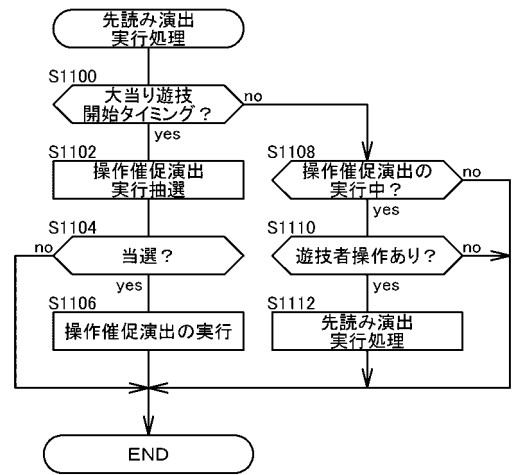 先読み演出
実行処理
S1100
大当り遊技
開始タイミング？
no
yes
S1102
操作催促演出
実行抽選
S1104
当選？
no
yes
S1106
操作催促演出の実行
S1108
操作催促演出の
実行中？
no
yes
S1110
遊技者操作あり？
no
yes
S1112
先読み演出
実行処理
END